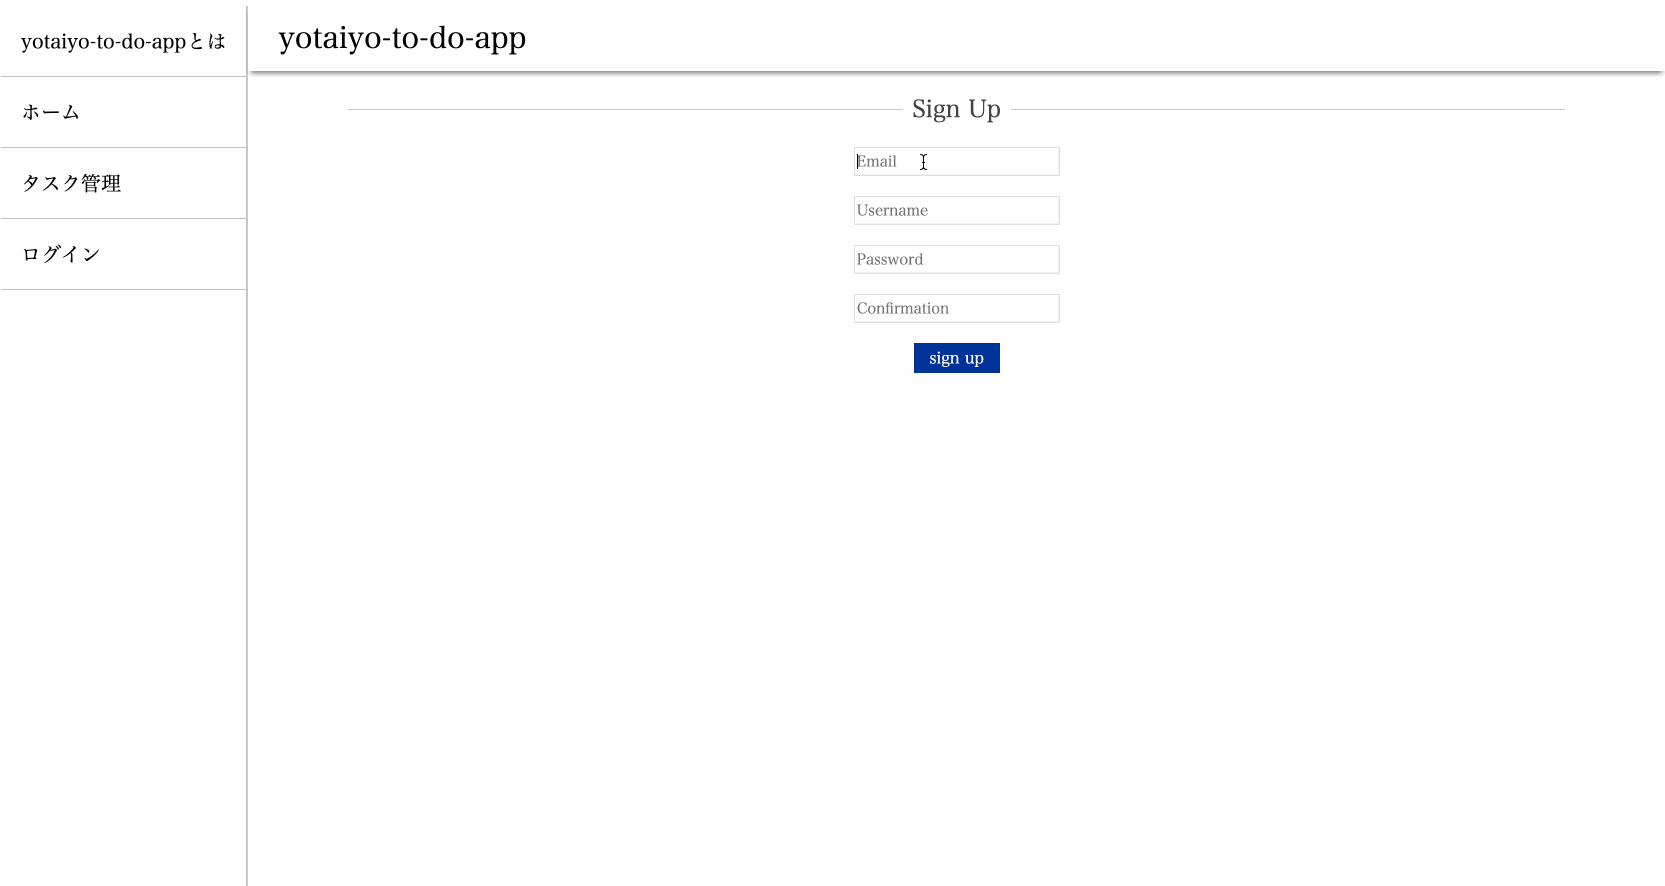 yotaiyo-to-do-appとは
ホーム
タスク管理
ログイン
yotaiyo-to-do-app
Sign Up
Email
Username
Password
Confirmation
sign up